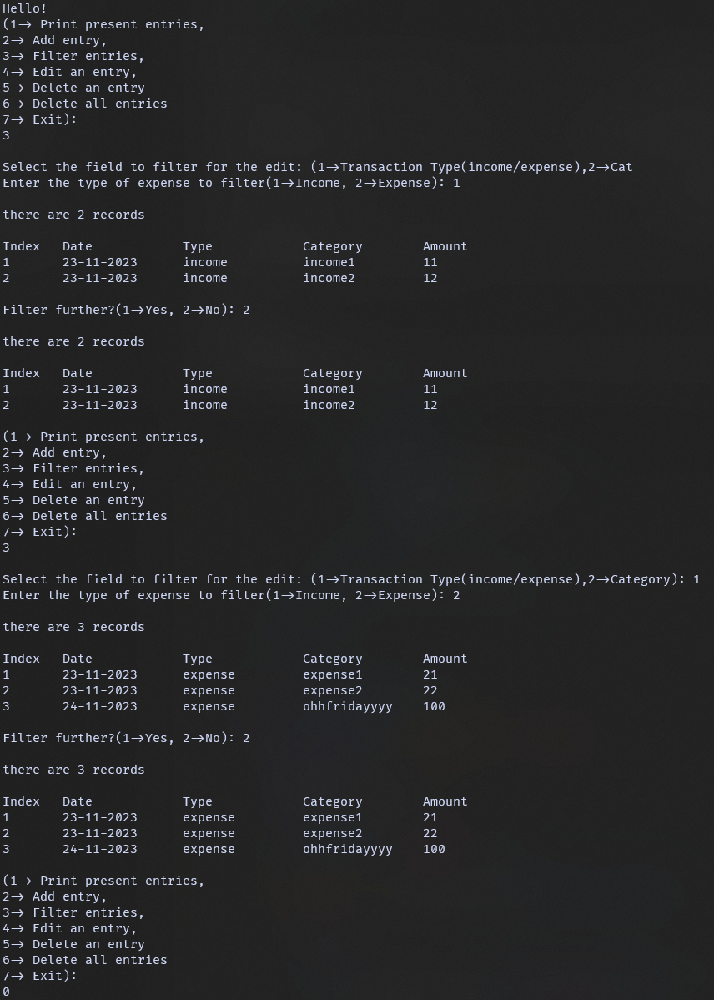 Hello!
(1-> Print present entries,
2-> Add entry,
3-> Filter entries,
4-> Edit an entry,
5-> Delete an entry
6-> Delete all entries
7-> Exit):
3
Select the field to filter for the edit: (1->Transaction Type(income/expense),2->Cat
Enter the type of expense to filter(1->Income, 2->Expense): 1
there are 2 records
Index Date Type Category Amount
1 23-11-2023 income income1 11
2 23-11-2023 income income2 12
Filter further?(1->Yes, 2->No): 2
there are 2 records
Index Date Type Category Amount
1 23-11-2023 income income1 11
2 23-11-2023 income income2 12
(1-> Print present entries,
2-> Add entry,
3-> Filter entries,
4-> Edit an entry,
5-> Delete an entry
6-> Delete all entries
7-> Exit):
3
Select the field to filter for the edit: (1->Transaction Type(income/expense),2->Category): 1
Enter the type of expense to filter(1->Income, 2->Expense): 2
there are 3 records
Index Date Type Category Amount
1 23-11-2023 expense expense1 21
2 23-11-2023 expense expense2 22
3 24-11-2023 expense ohhfridayyyy 100
Filter further?(1->Yes, 2->No): 2
there are 3 records
Index Date Type Category Amount
1 23-11-2023 expense expense1 21
2 23-11-2023 expense expense2 22
3 24-11-2023 expense ohhfridayyyy 100
(1-> Print present entries,
2-> Add entry,
3-> Filter entries,
4-> Edit an entry,
5-> Delete an entry
6-> Delete all entries
7-> Exit):
0